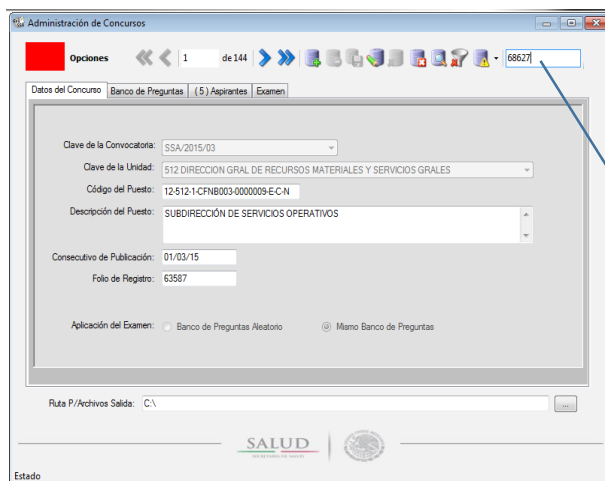 Administración de Concursos
Opciones 1 de 144 68627
Datos del Concurso Banco de Preguntas ( 5 ) Aspirantes Examen
Clave de la Convocatoria: SSA/2015/03
Clave de la Unidad: 512 DIRECCION GRAL DE RECURSOS MATERIALES Y SERVICIOS GRALES
Código del Puesto: 12-512-1-CFNB003-0000009-E-C-N
Descripción del Puesto: SUBDIRECCIÓN DE SERVICIOS OPERATIVOS
Consecutivo de Publicación: 01/03/15
Folio de Registro: 63587
Aplicación del Examen: Banco de Preguntas Aleatorio Mismo Banco de Preguntas
Ruta P/Archivos Salida: C:\ ...
SALUD
SECRETARÍA DE SALUD
Estado